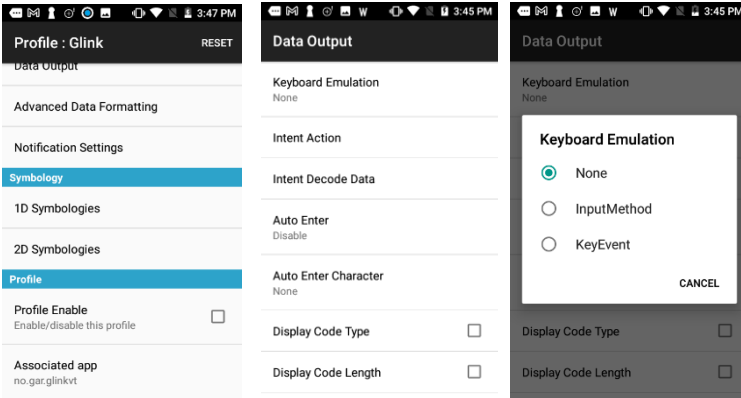 3:47 PM
Profile : Glink
RESET
Data Output
Advanced Data Formatting
Notification Settings
Symbology
1D Symbologies
2D Symbologies
Profile
Profile Enable
Enable/disable this profile
Associated app
no.gar.glinkvt
W
3:45 PM
Data Output
Keyboard Emulation
None
Intent Action
Intent Decode Data
Auto Enter
Disable
Auto Enter Character
None
Display Code Type
Display Code Length
W
3:45 PM
Data Output
Keyboard Emulation
None
Keyboard Emulation
None
InputMethod
KeyEvent
CANCEL
Display Code Type
Display Code Length